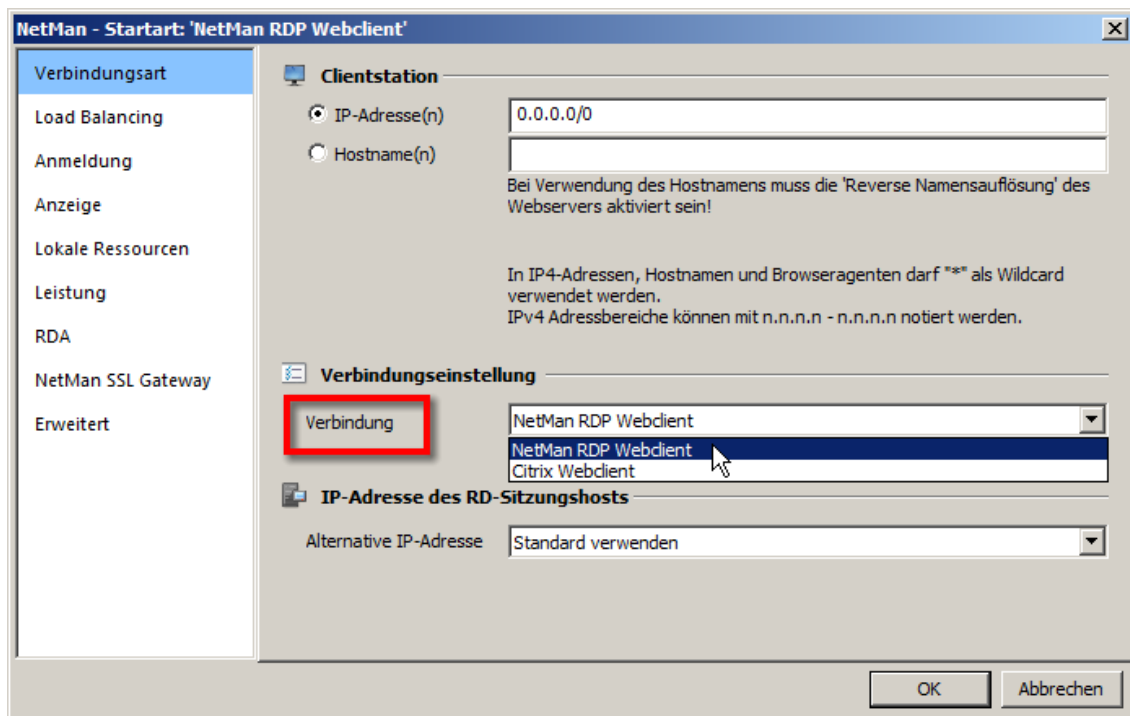 NetMan - Startart: 'NetMan RDP Webclient'
Verbindungsart
Load Balancing
Anmeldung
Anzeige
Lokale Ressourcen
Leistung
RDA
NetMan SSL Gateway
Erweitert
Clientstation
IP-Adresse(n)
0.0.0.0/0
Hostname(n)
Bei Verwendung des Hostnamens muss die 'Reverse Namensauflösung' des
Webservers aktiviert sein!
In IP4-Adressen, Hostnamen und Browseragenten darf "*" als Wildcard
verwendet werden.
IPv4 Adressbereiche können mit n.n.n.n - n.n.n.n notiert werden.
Verbindungseinstellung
Verbindung
NetMan RDP Webclient
NetMan RDP Webclient
Citrix Webclient
IP-Adresse des RD-Sitzungshosts
Alternative IP-Adresse
Standard verwenden
OK
Abbrechen